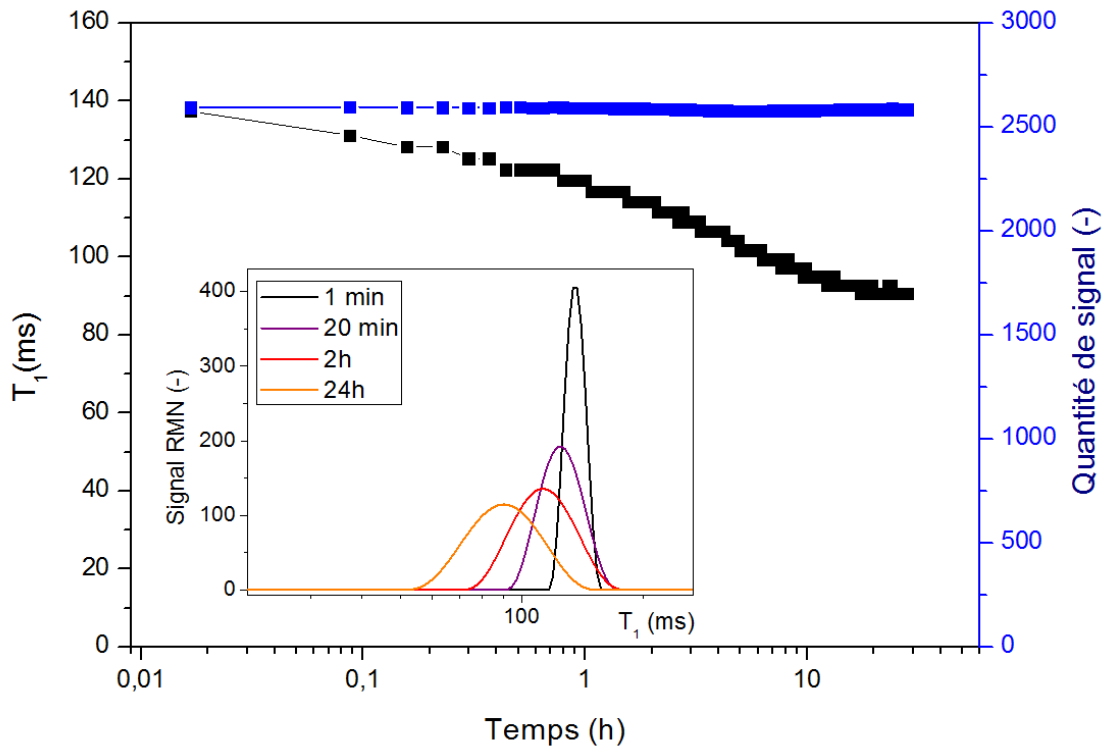 160
140
120
100
80
60
40
20
0
T₁(ms)
3000
2500
2000
1500
1000
500
0
Quantité de signal (-)
0,01
0,1
1
10
Temps (h)
400
300
200
100
0
Signal RMN (-)
1 min
20 min
2h
24h
100
T₁ (ms)